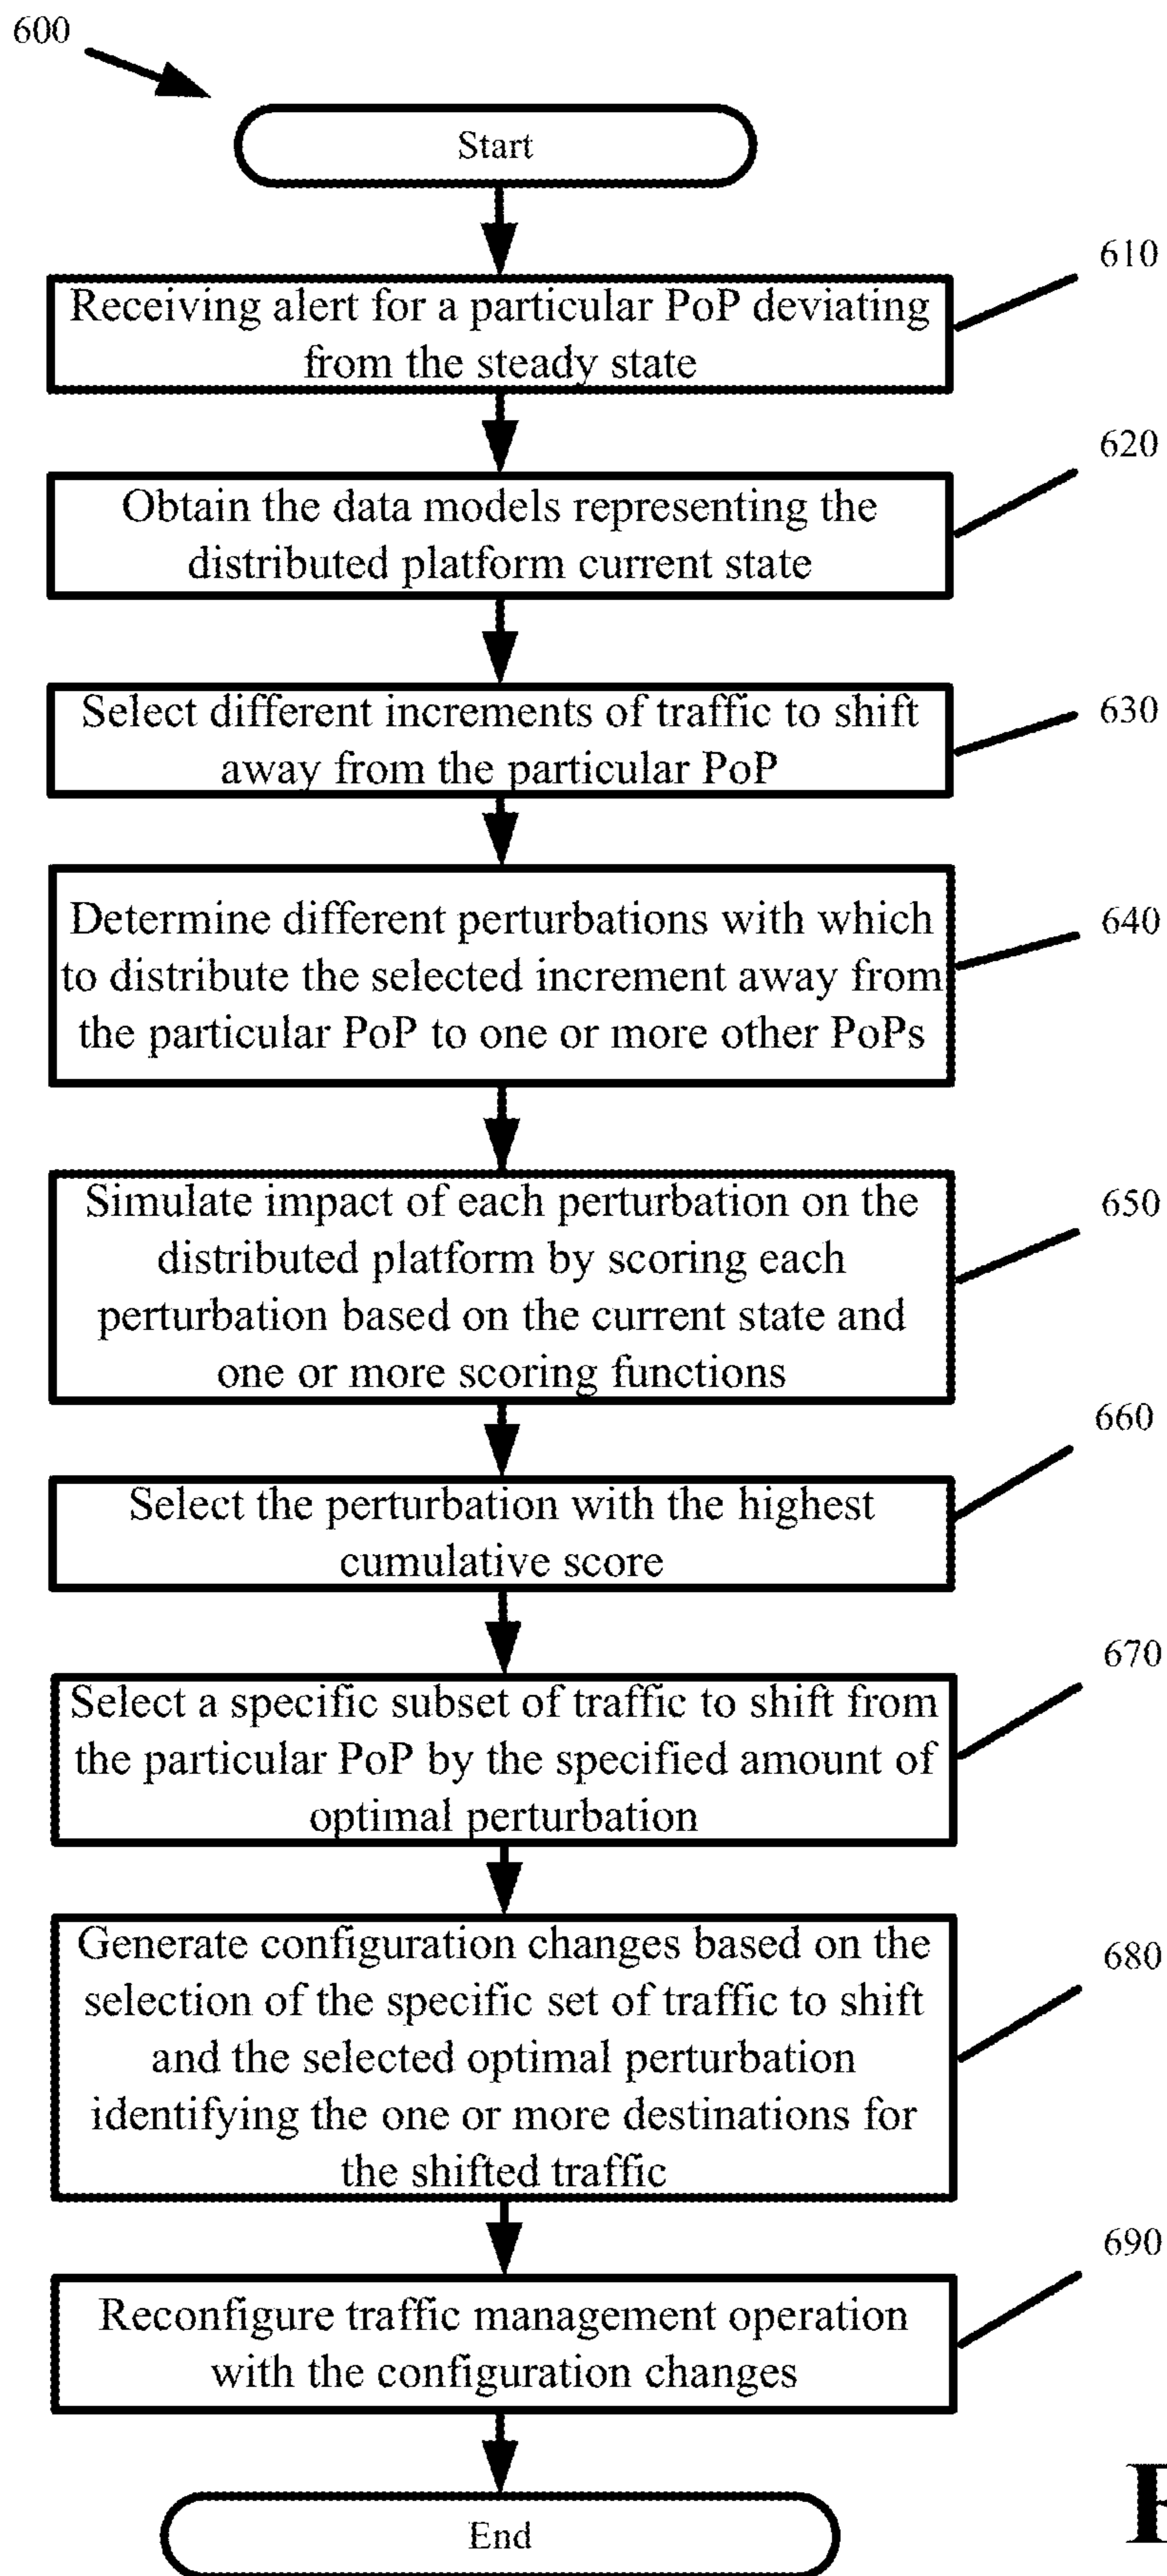 600
Start
610
Receiving alert for a particular PoP deviating
from the steady state
620
Obtain the data models representing the
distributed platform current state
630
Select different increments of traffic to shift
away from the particular PoP
640
Determine different perturbations with which
to distribute the selected increment away from
the particular PoP to one or more other PoPs
650
Simulate impact of each perturbation on the
distributed platform by scoring each
perturbation based on the current state and
one or more scoring functions
660
Select the perturbation with the highest
cumulative score
670
Select a specific subset of traffic to shift from
the particular PoP by the specified amount of
optimal perturbation
680
Generate configuration changes based on the
selection of the specific set of traffic to shift
and the selected optimal perturbation
identifying the one or more destinations for
the shifted traffic
690
Reconfigure traffic management operation
with the configuration changes
End